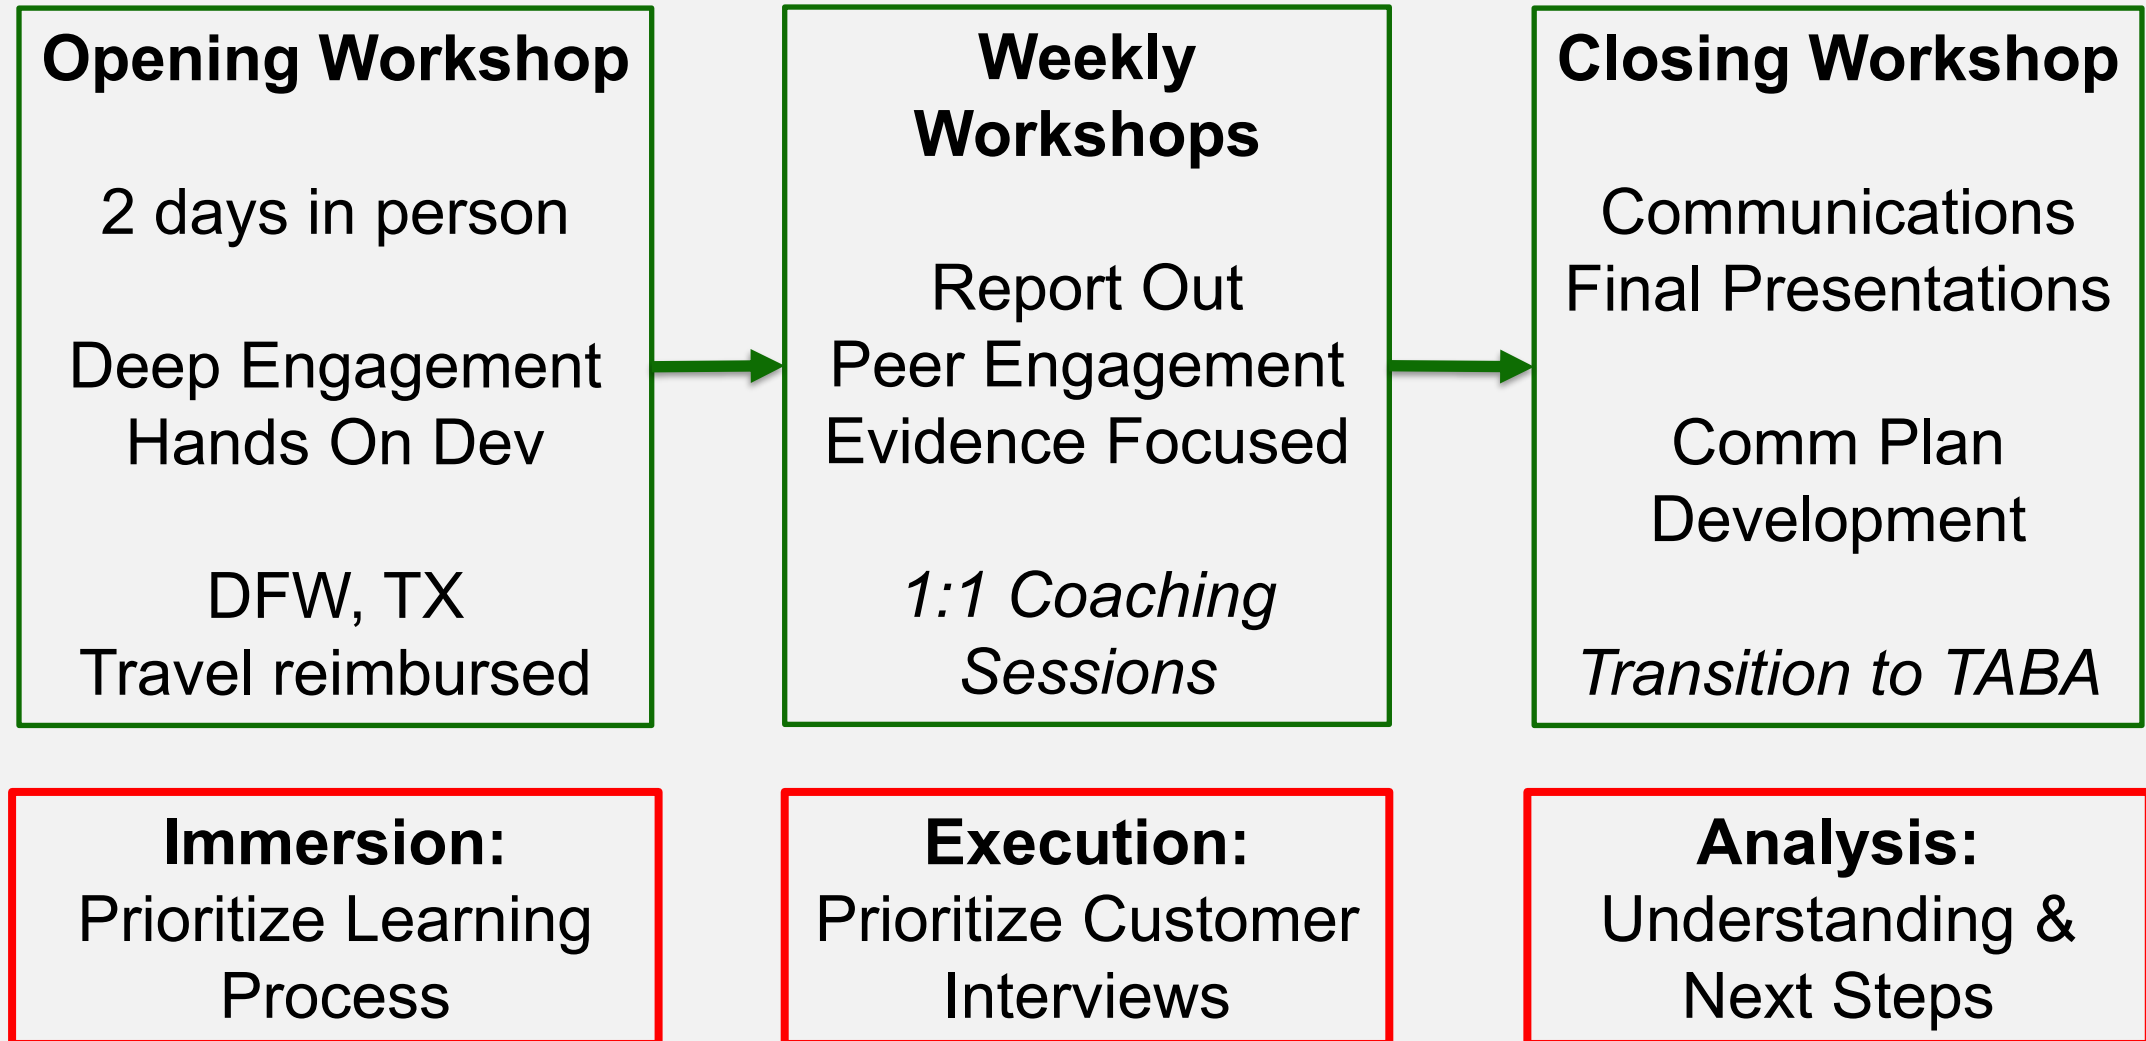 Opening Workshop
2 days in person
Deep Engagement
Hands On Dev
DFW, TX
Travel reimbursed
Weekly
Workshops
Report Out
Peer Engagement
Evidence Focused
1:1 Coaching
Sessions
Closing Workshop
Communications
Final Presentations
Comm Plan
Development
Transition to TABA
Immersion:
Prioritize Learning
Process
Execution:
Prioritize Customer
Interviews
Analysis:
Understanding &
Next Steps